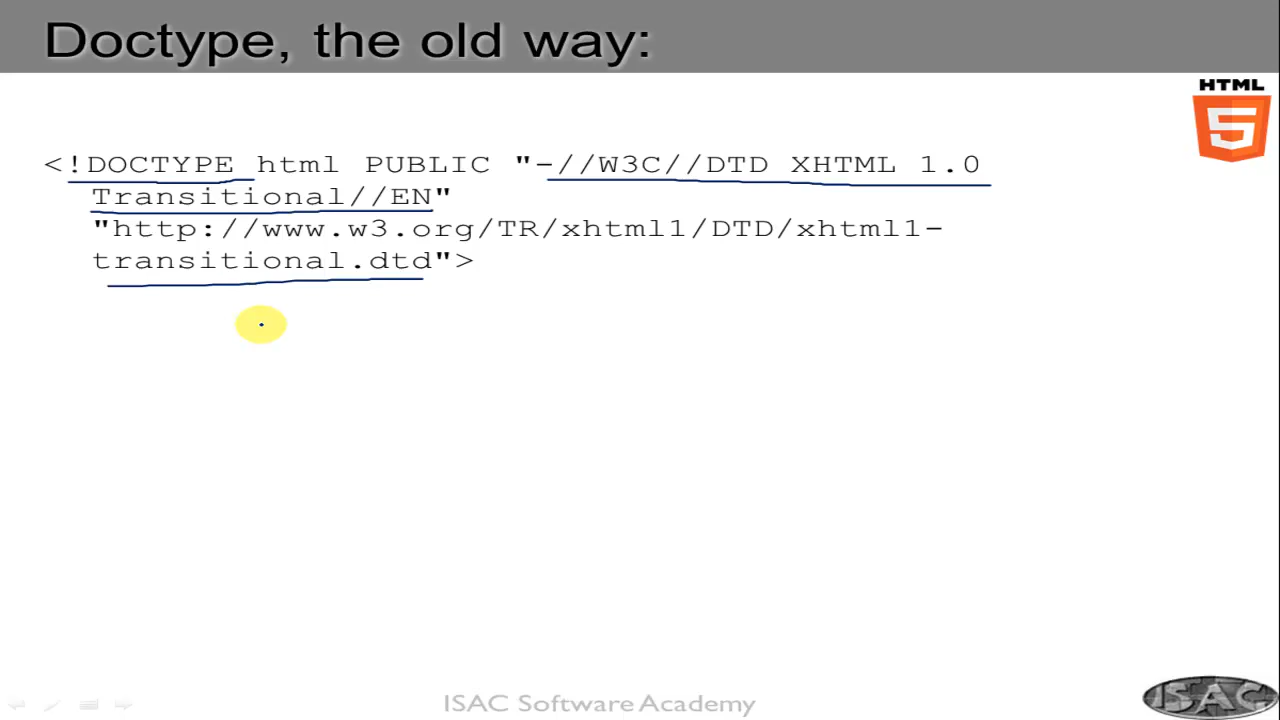 Doctype, the old way:
HTML
5
<!DOCTYPE html PUBLIC "-//W3C//DTD XHTML 1.0
Transitional//EN"
"http://www.w3.org/TR/xhtml1/DTD/xhtml1-
transitional.dtd">
ISAC Software Academy
ISAC